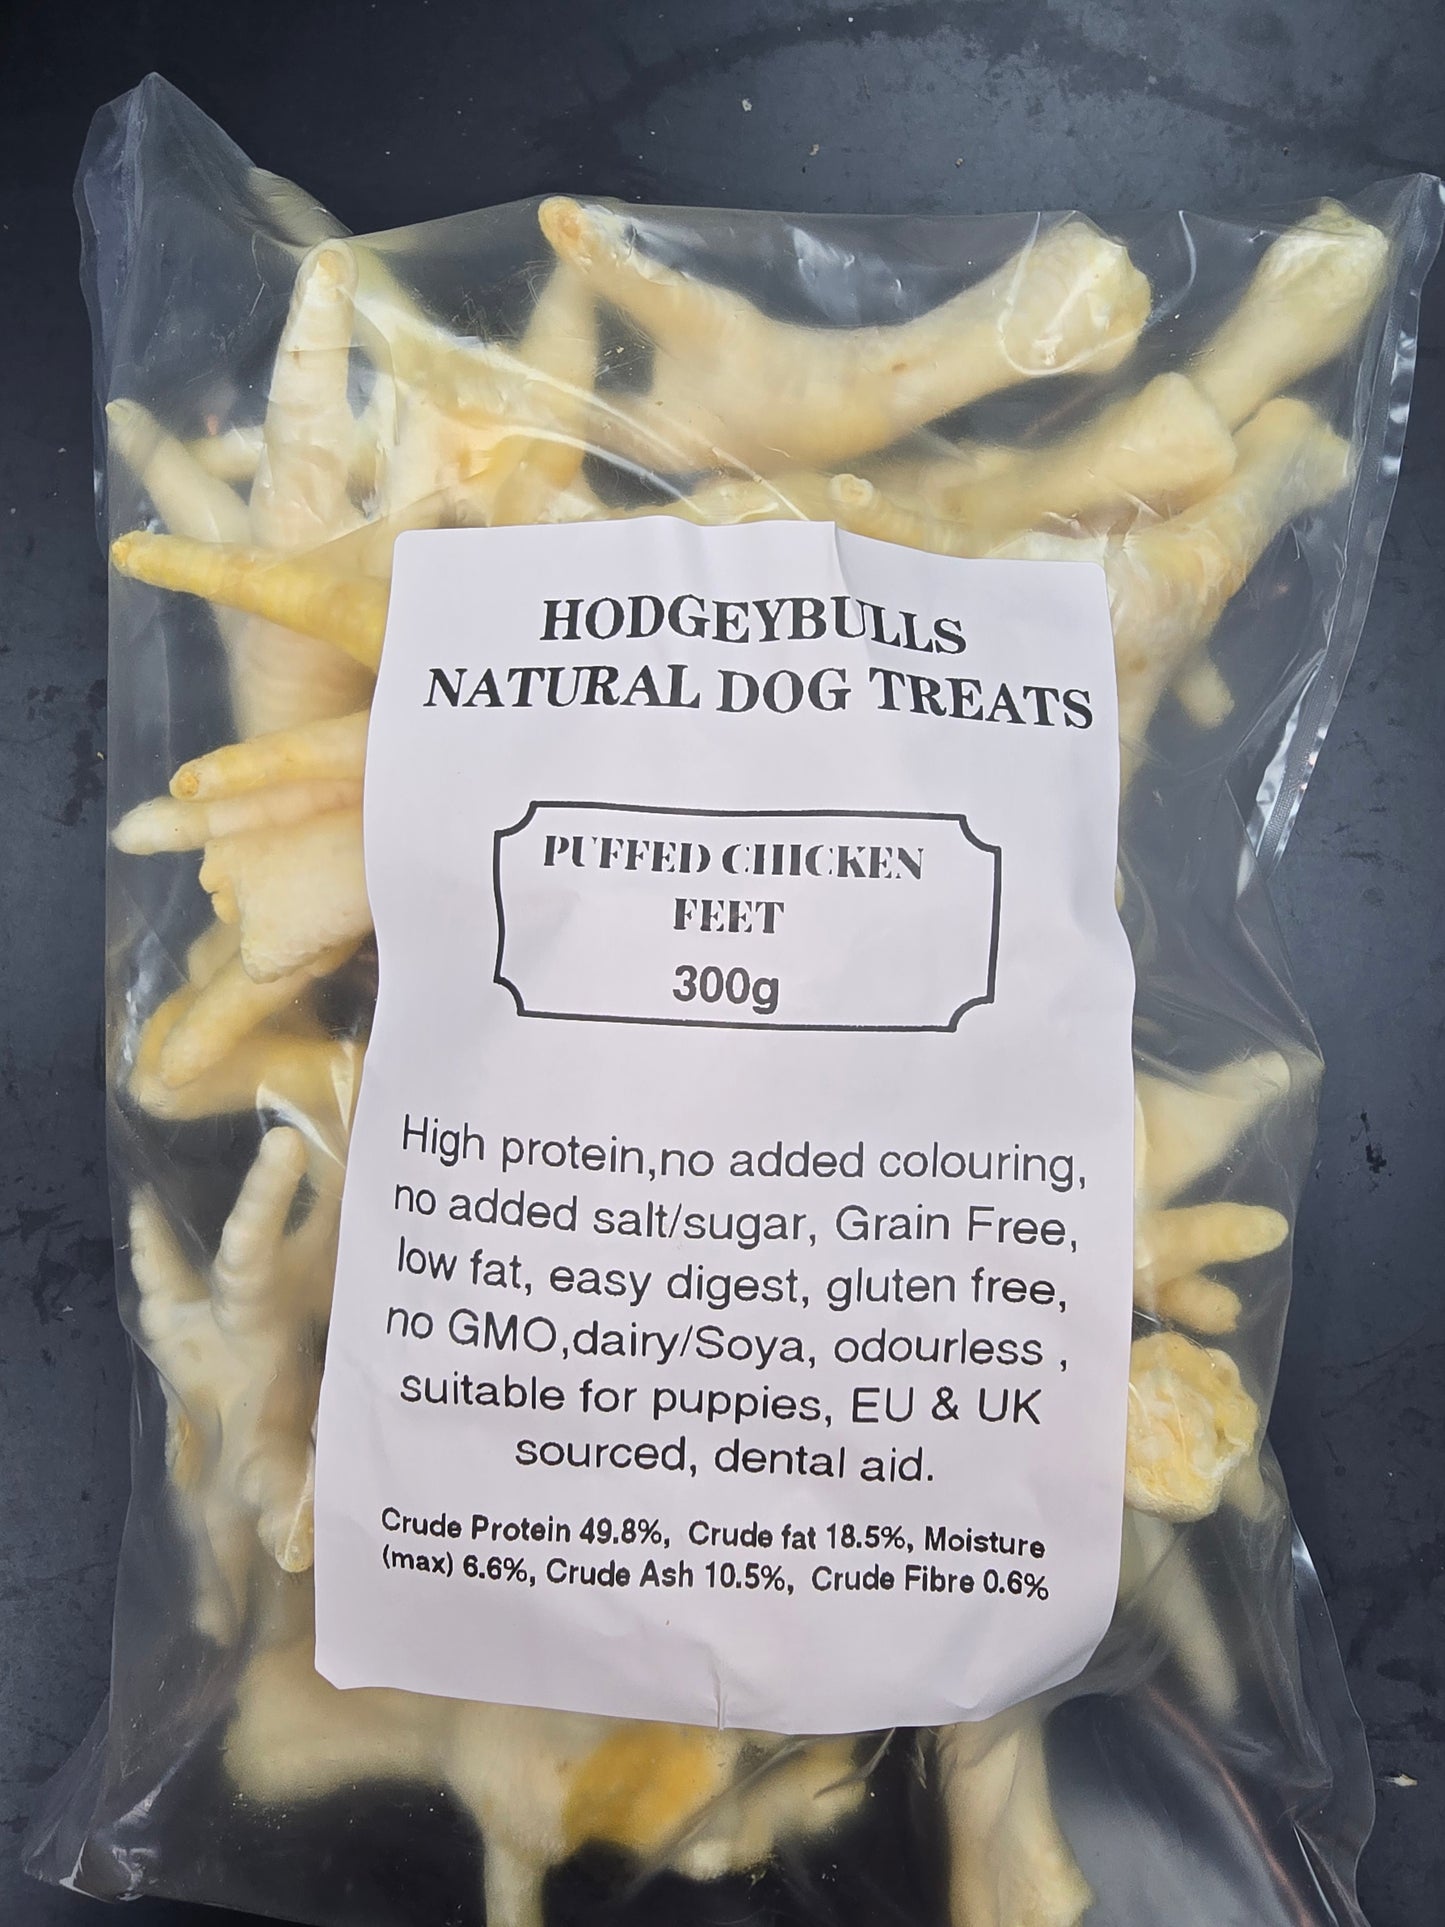 HODGEYBULLS
NATURAL DOG TREATS
PUFFED CHICKEN
FEET
300g
High protein,no added colouring,
no added salt/sugar, Grain Free,
low fat, easy digest, gluten free,
no GMO,dairy/Soya, odourless ,
suitable for puppies, EU & UK
sourced, dental aid.
Crude Protein 49.8%, Crude fat 18.5%, Moisture
(max) 6.6%, Crude Ash 10.5%, Crude Fibre 0.6%